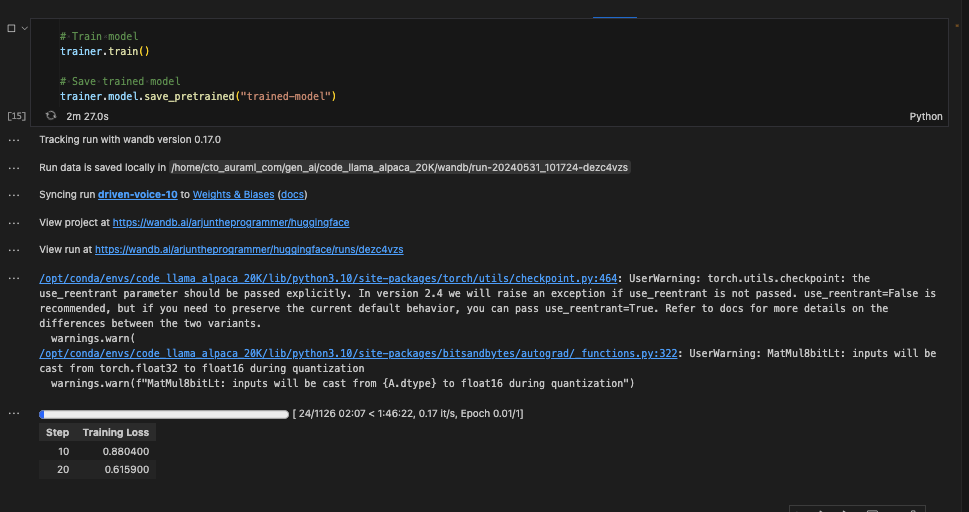 # Train model
trainer.train()
# Save trained model
trainer.model.save_pretrained("trained-model")
[15] 2m 27.0s Python
... Tracking run with wandb version 0.17.0
... Run data is saved locally in /home/cto_auraml_com/gen_ai/code_llama_alpaca_20K/wandb/run-20240531_101724-dezc4vzs
... Syncing run driven-voice-10 to Weights & Biases (docs)
... View project at https://wandb.ai/arjuntheprogrammer/huggingface
... View run at https://wandb.ai/arjuntheprogrammer/huggingface/runs/dezc4vzs
... /opt/conda/envs/code_llama_alpaca_20K/lib/python3.10/site-packages/torch/utils/checkpoint.py:464: UserWarning: torch.utils.checkpoint: the
use_reentrant parameter should be passed explicitly. In version 2.4 we will raise an exception if use_reentrant is not passed. use_reentrant=False is
recommended, but if you need to preserve the current default behavior, you can pass use_reentrant=True. Refer to docs for more details on the
differences between the two variants.
warnings.warn(
/opt/conda/envs/code_llama_alpaca_20K/lib/python3.10/site-packages/bitsandbytes/autograd/_functions.py:322: UserWarning: MatMul8bitLt: inputs will be
cast from torch.float32 to float16 during quantization
warnings.warn(f"MatMul8bitLt: inputs will be cast from {A.dtype} to float16 during quantization")
... [ 24/1126 02:07 < 1:46:22, 0.17 it/s, Epoch 0.01/1]
Step Training Loss
10 0.880400
20 0.615900